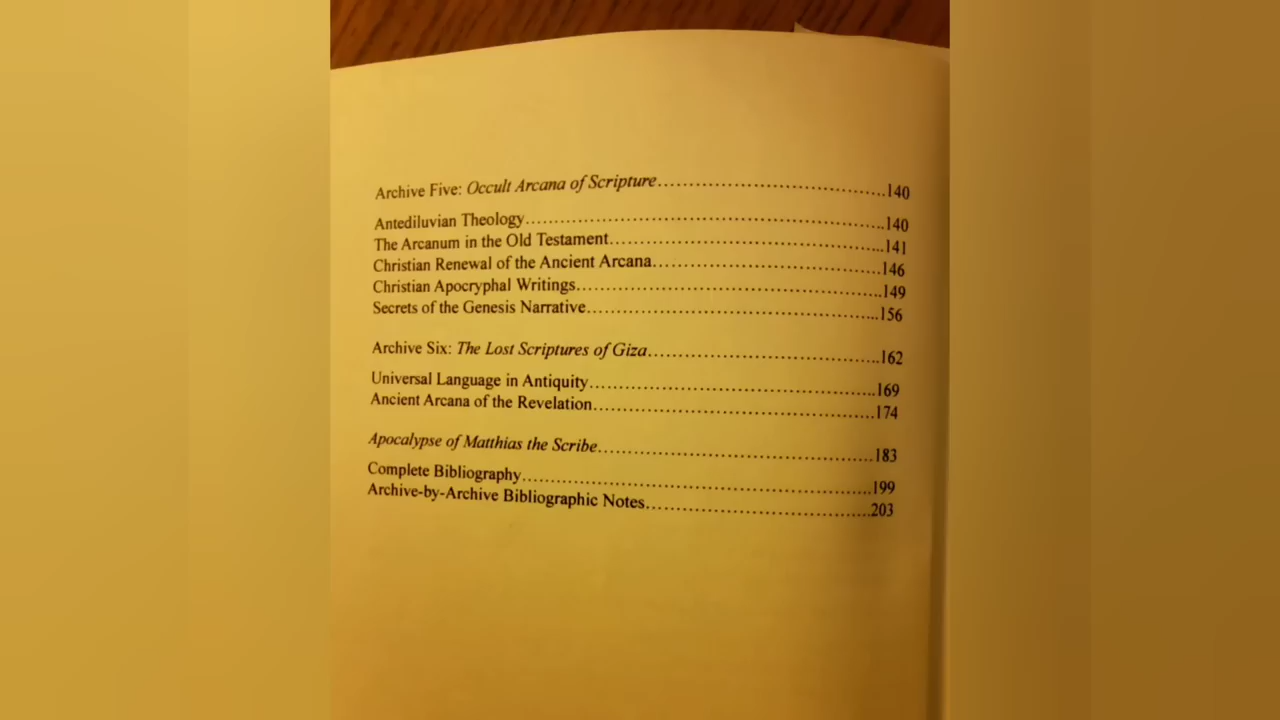 Archive Five: Occult Arcana of Scripture..........................................140
Antediluvian Theology..........................................140
The Arcanum in the Old Testament..........................................141
Christian Renewal of the Ancient Arcana..........................................146
Christian Apocryphal Writings..........................................149
Secrets of the Genesis Narrative..........................................156
Archive Six: The Lost Scriptures of Giza..........................................162
Universal Language in Antiquity..........................................169
Ancient Arcana of the Revelation..........................................174
Apocalypse of Matthias the Scribe..........................................183
Complete Bibliography..........................................199
Archive-by-Archive Bibliographic Notes..........................................203